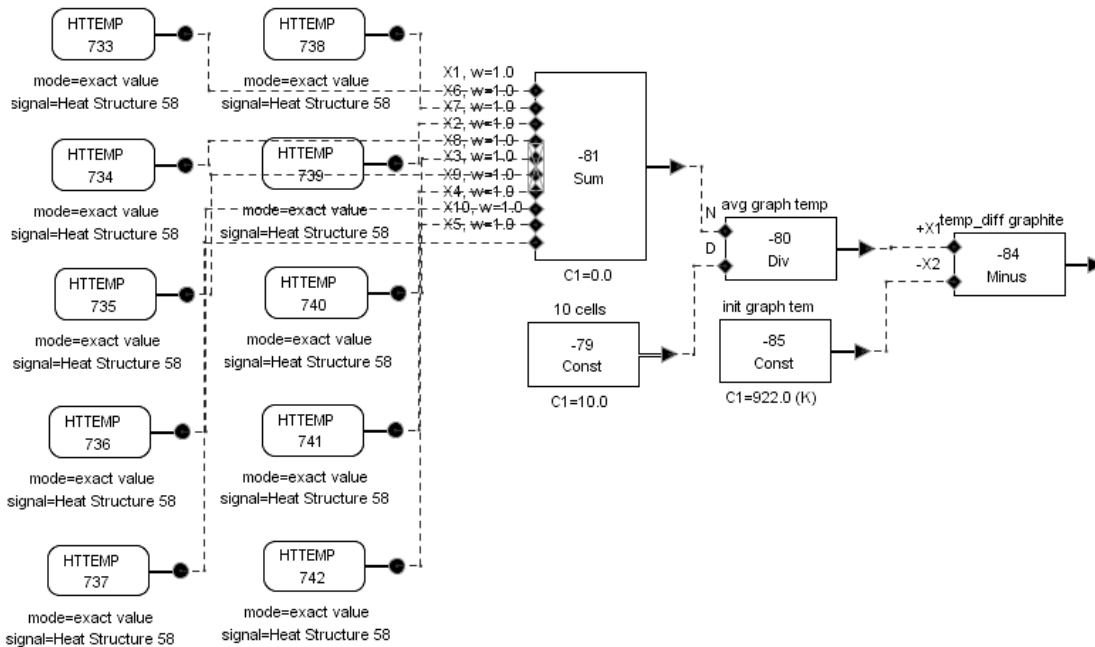 HTTEMP
733
mode=exact value
signal=Heat Structure 58
HTTEMP
738
mode=exact value
signal=Heat Structure 58
HTTEMP
734
mode=exact value
signal=Heat Structure 58
HTTEMP
739
mode=exact value
signal=Heat Structure 58
HTTEMP
735
mode=exact value
signal=Heat Structure 58
HTTEMP
740
mode=exact value
signal=Heat Structure 58
HTTEMP
736
mode=exact value
signal=Heat Structure 58
HTTEMP
741
mode=exact value
signal=Heat Structure 58
HTTEMP
737
mode=exact value
signal=Heat Structure 58
HTTEMP
742
mode=exact value
signal=Heat Structure 58
X1, w=1.0
X6, w=1.0
X7, w=1.0
X2, w=1.0
X8, w=1.0
X3, w=1.0
X9, w=1.0
X4, w=1.0
X10, w=1.0
X5, w=1.0
-81
Sum
C1=0.0
10 cells
-79
Const
C1=10.0
avg graph temp
N
D
-80
Div
init graph tem
-85
Const
C1=922.0 (K)
temp_diff graphite
+X1
-X2
-84
Minus